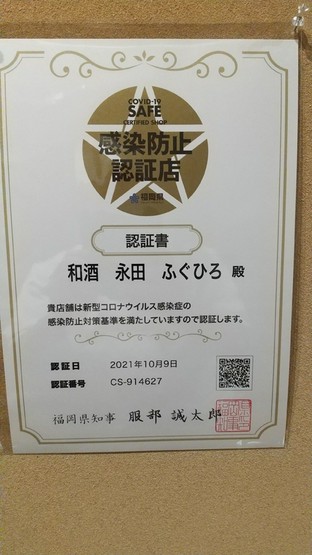 COVID-19
SAFE
CERTIFIED SHOP
感染防止
認証店
福岡県
認証書
和酒 永田 ふぐひろ 殿
貴店舗は新型コロナウイルス感染症の
感染防止対策基準を満たしていますので認証します。
認証日 2021年10月9日
認証番号 CS-914627
福岡県知事 服部 誠太郎